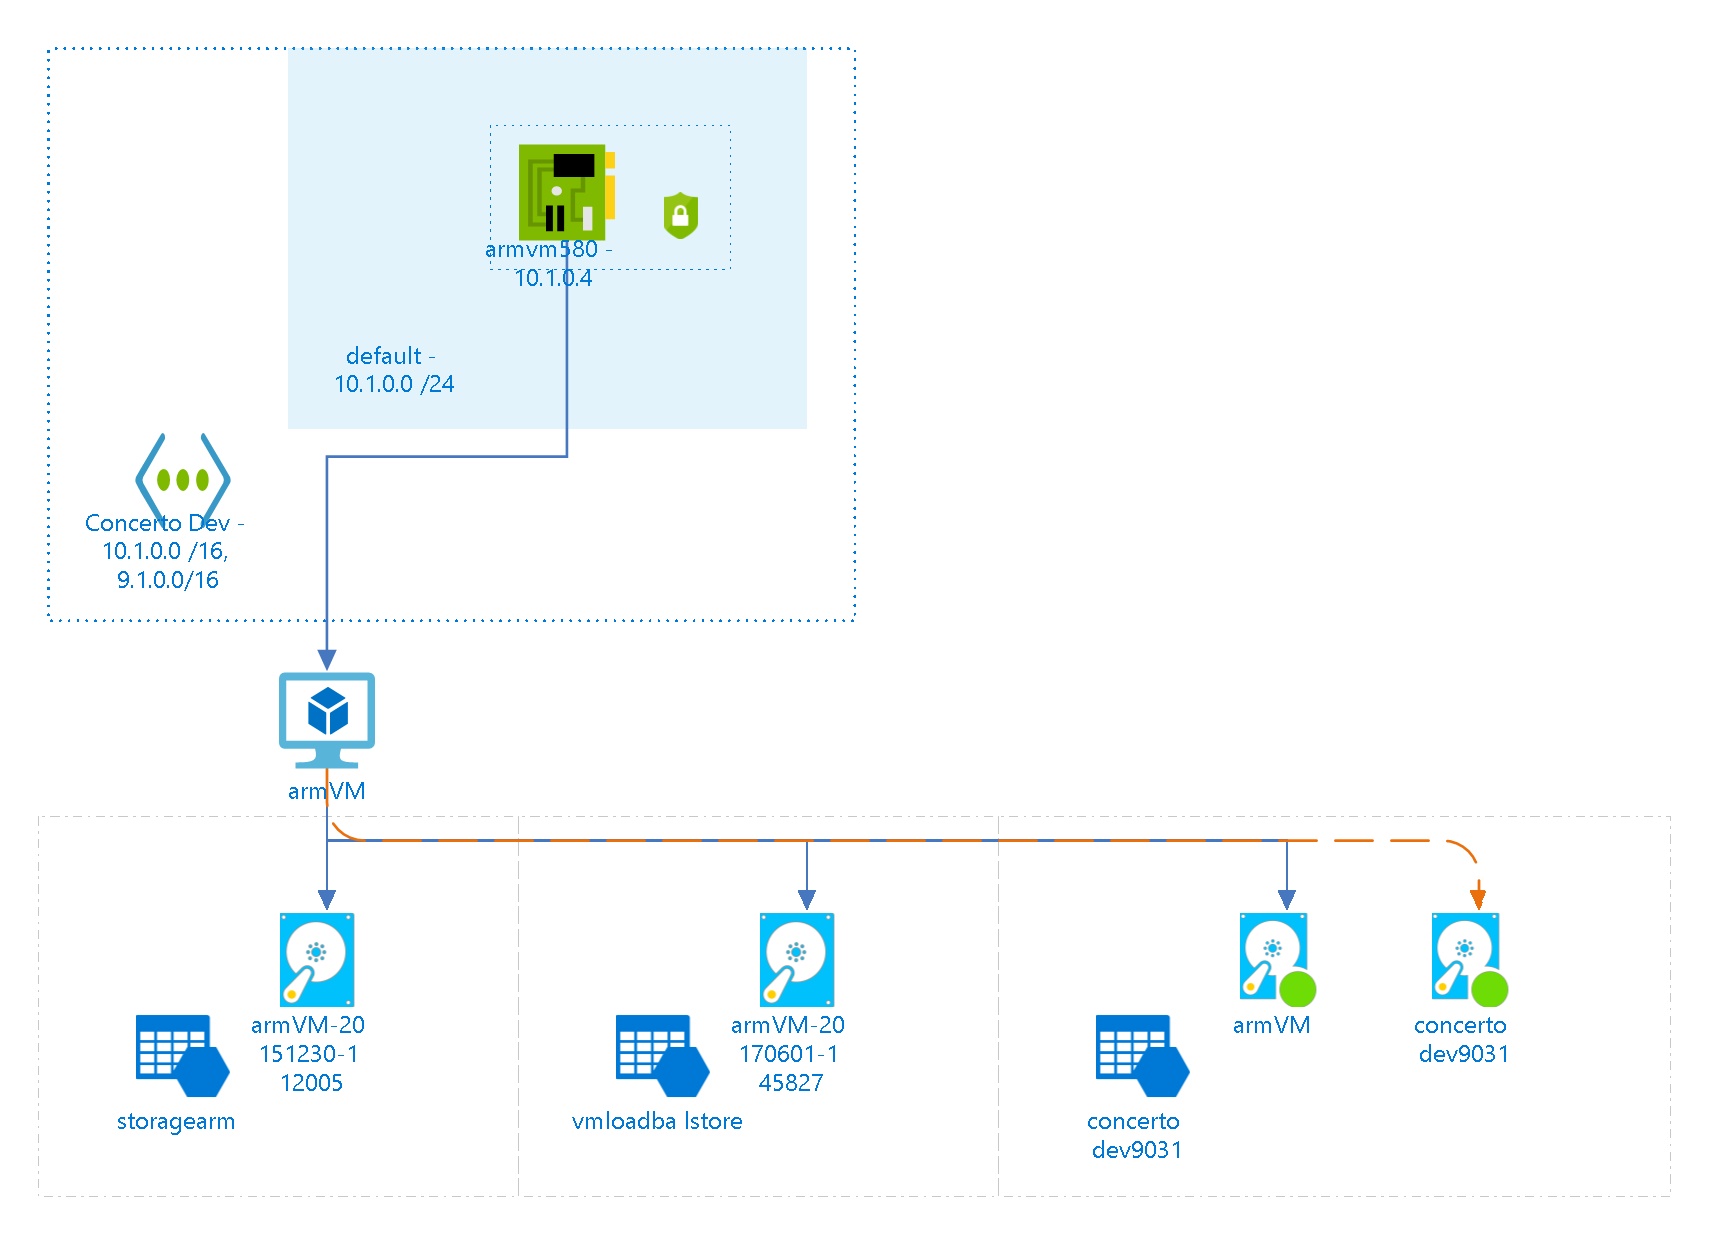 armvm580 -
10.1.0.4
default -
10.1.0.0 /24
Concerto Dev -
10.1.0.0 /16,
9.1.0.0/16
armVM
armVM-20
151230-1
12005
storagearm
armVM-20
170601-1
45827
vmloadba lstore
armVM
concerto
dev9031
concerto
dev9031